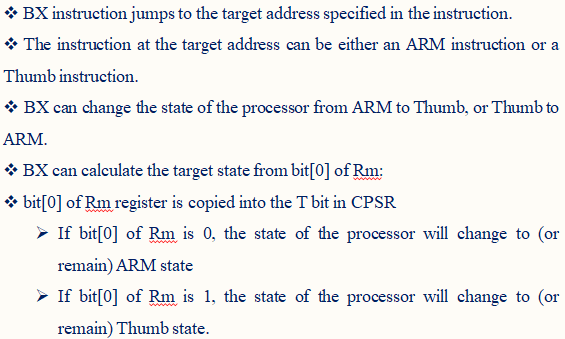 ❖ BX instruction jumps to the target address specified in the instruction.
❖ The instruction at the target address can be either an ARM instruction or a
Thumb instruction.
❖ BX can change the state of the processor from ARM to Thumb, or Thumb to
ARM.
❖ BX can calculate the target state from bit[0] of Rm:
❖ bit[0] of Rm register is copied into the T bit in CPSR
➢ If bit[0] of Rm is 0, the state of the processor will change to (or
remain) ARM state
➢ If bit[0] of Rm is 1, the state of the processor will change to (or
remain) Thumb state.